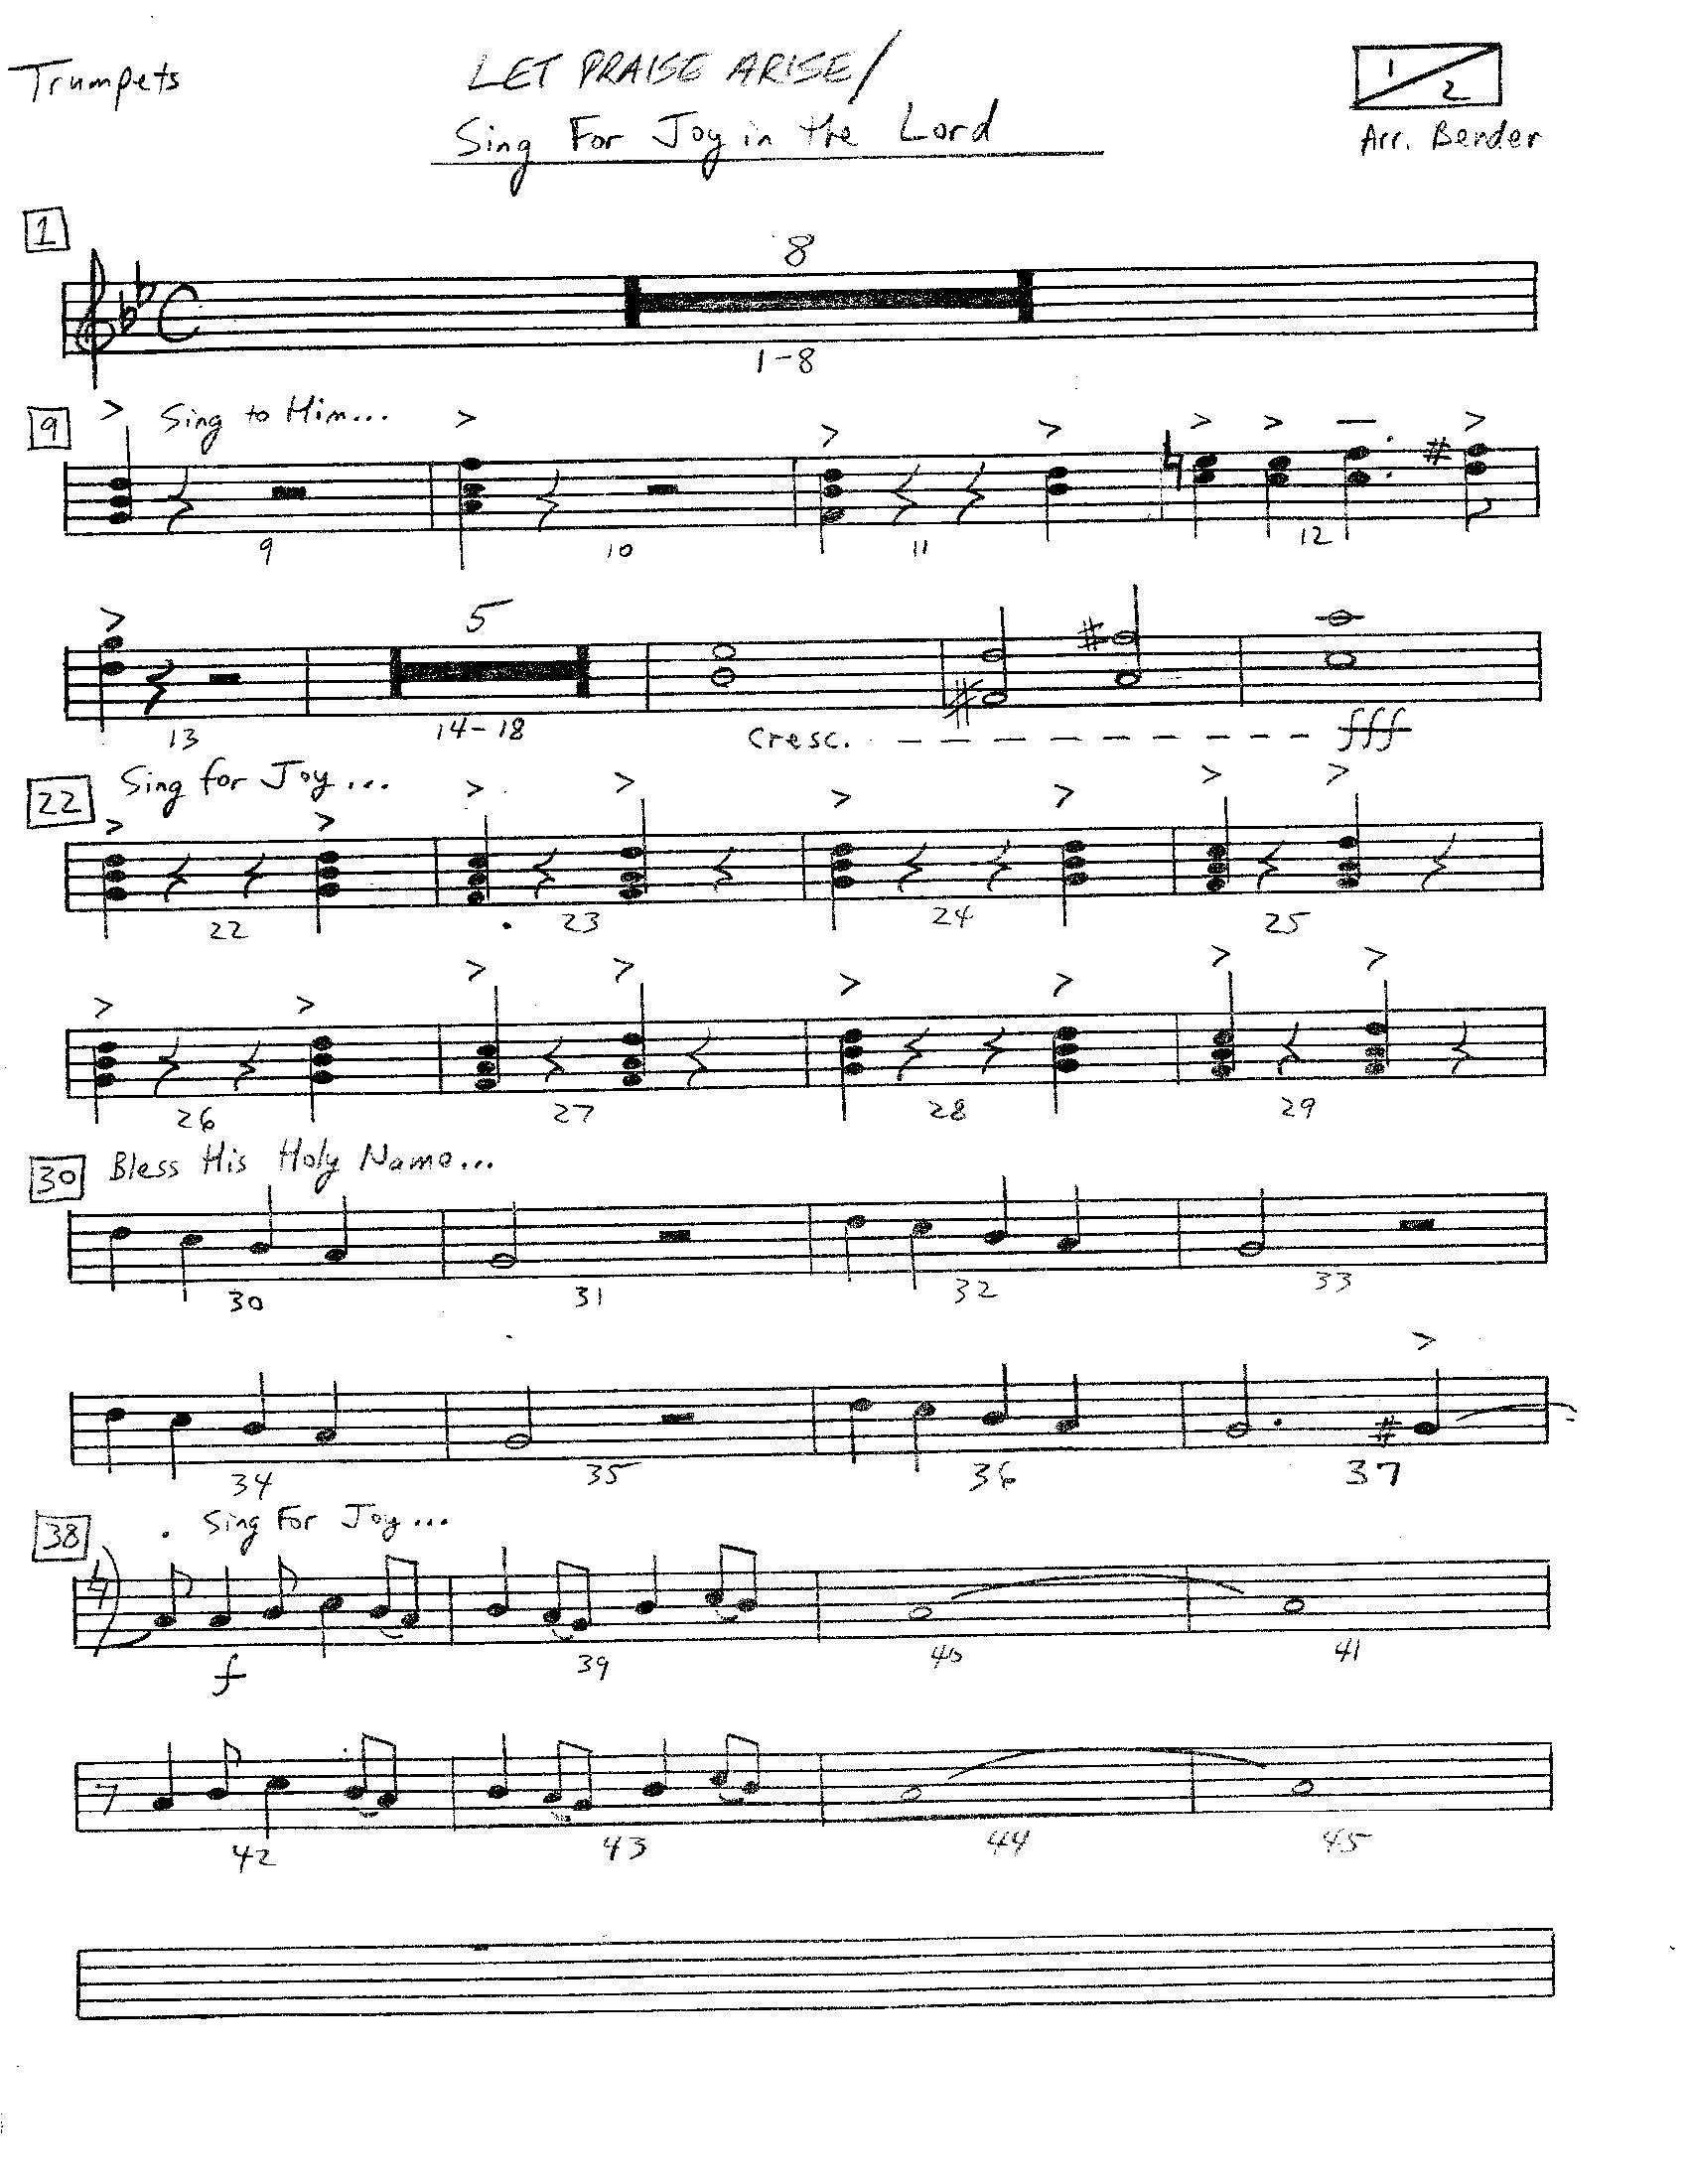 Trumpets
LET PRAISE ARISE/
Sing For Joy in the Lord
1/2
Arr. Bender
1
8
1-8
9 Sing to Him...
9 10 11 12
5
13 14-18 cresc. fff
22 Sing for Joy...
22 23 24 25
26 27 28 29
30 Bless His Holy Name...
30 31 32 33
34 35 36 37
38 Sing For Joy...
f 39 40 41
42 43 44 45